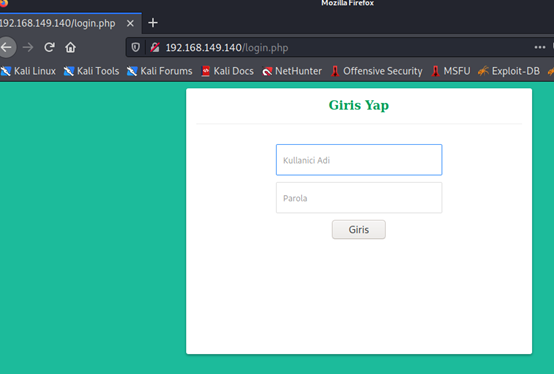 Mozilla Firefox
192.168.149.140/login.php
192.168.149.140/login.php
Kali Linux Kali Tools Kali Forums Kali Docs NetHunter Offensive Security MSFU Exploit-DB
Giris Yap
Kullanici Adi
Parola
Giris